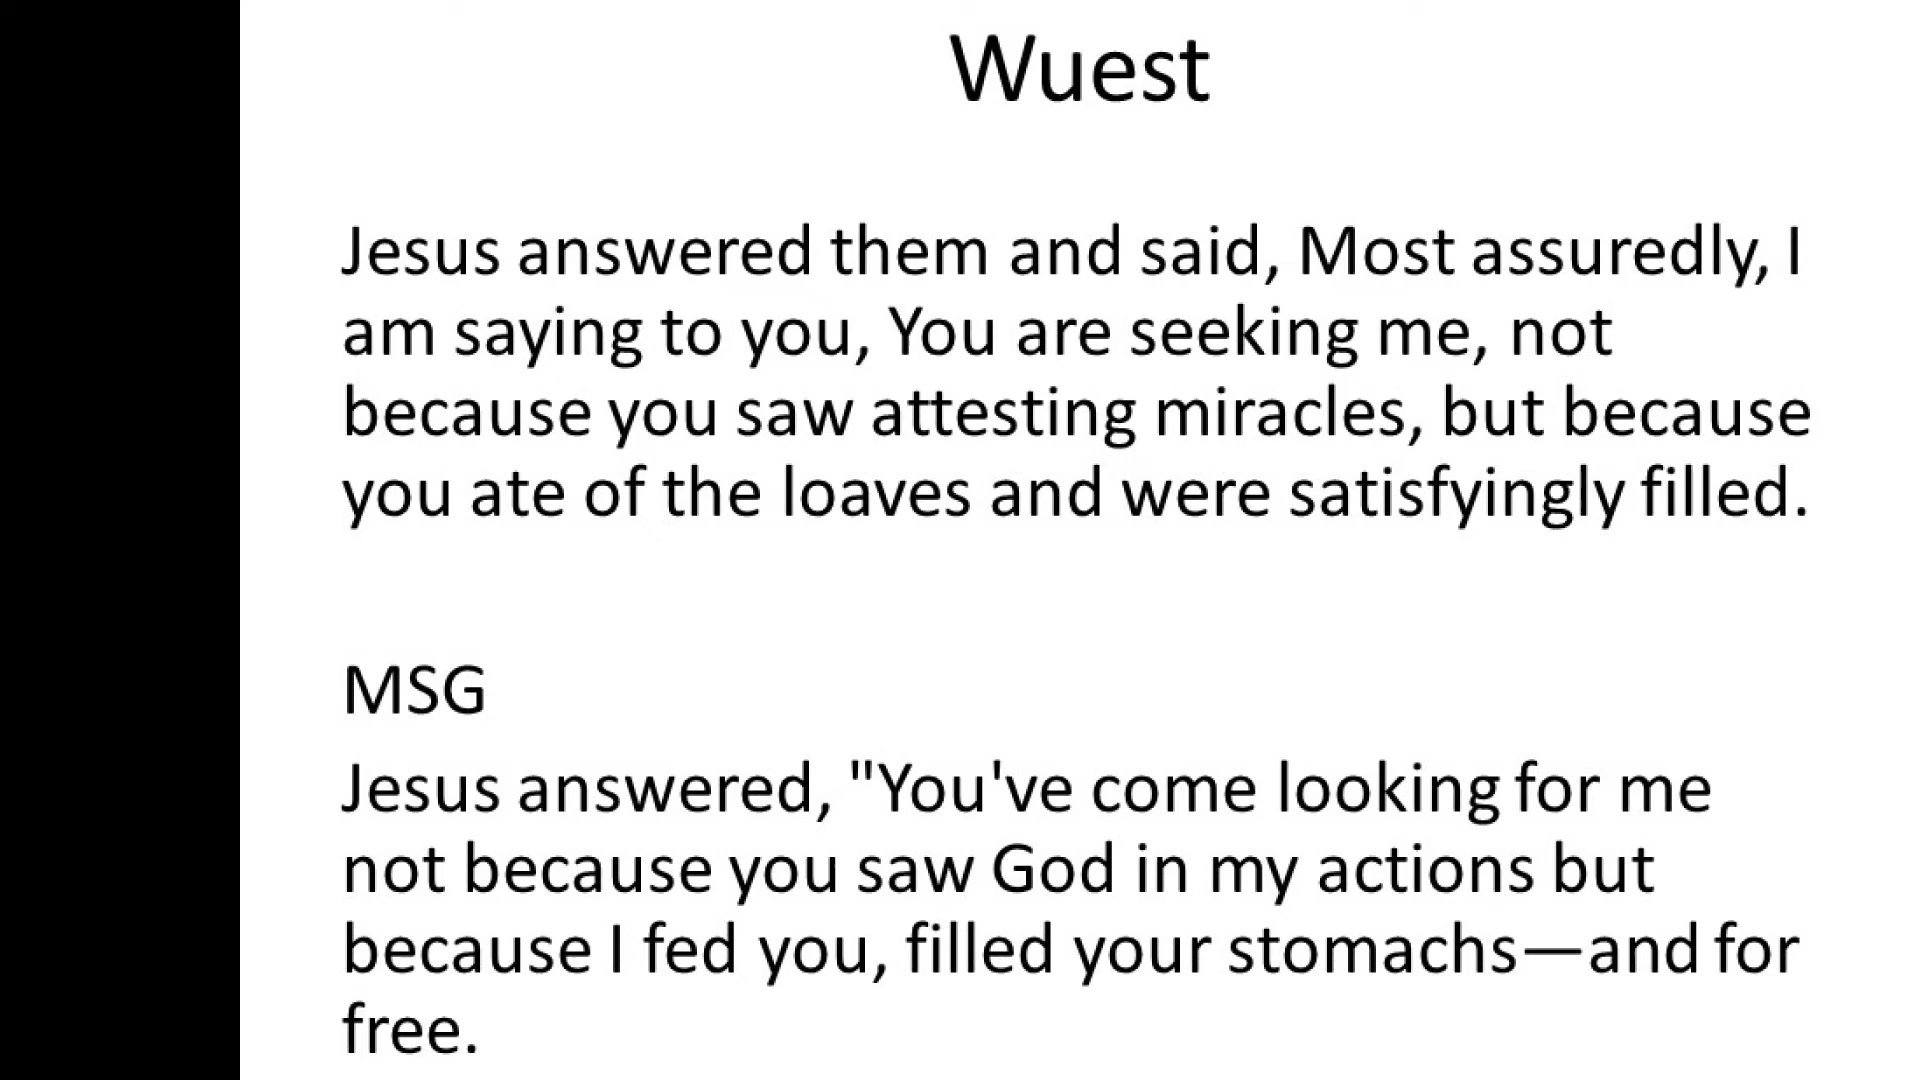 Wuest
Jesus answered them and said, Most assuredly, I
am saying to you, You are seeking me, not
because you saw attesting miracles, but because
you ate of the loaves and were satisfyingly filled.
MSG
Jesus answered, "You've come looking for me
not because you saw God in my actions but
because I fed you, filled your stomachs—and for
free.